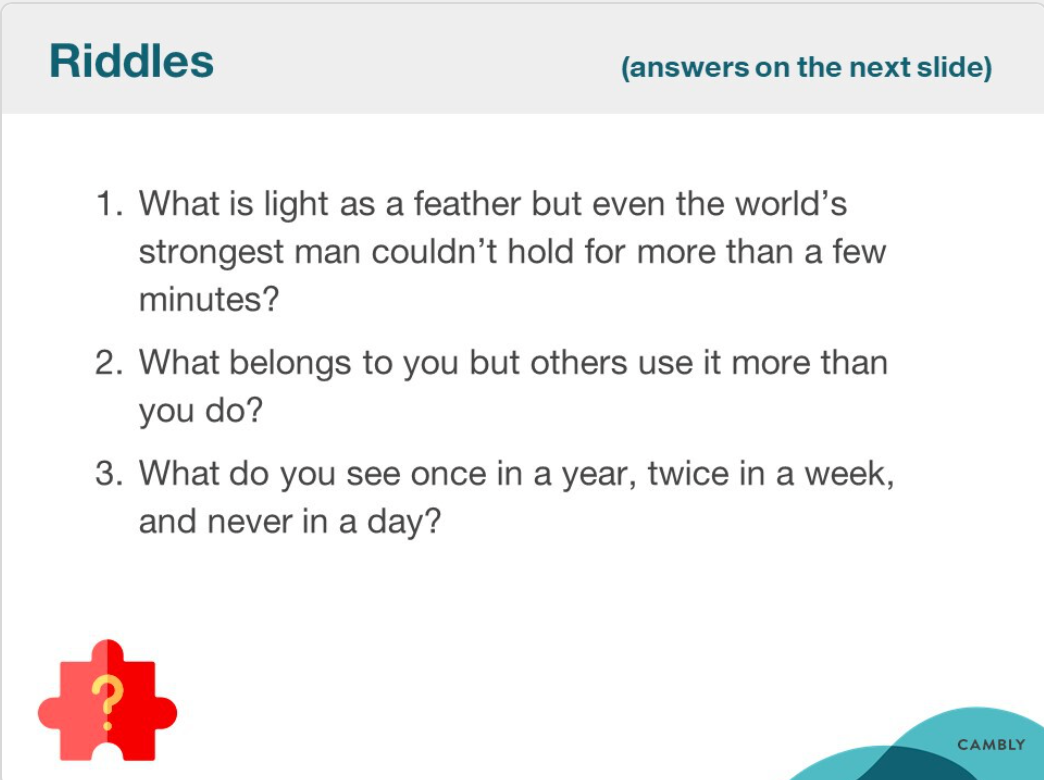 Riddles
(answers on the next slide)
1. What is light as a feather but even the world’s
strongest man couldn’t hold for more than a few
minutes?
2. What belongs to you but others use it more than
you do?
3. What do you see once in a year, twice in a week,
and never in a day?
?
CAMBLY